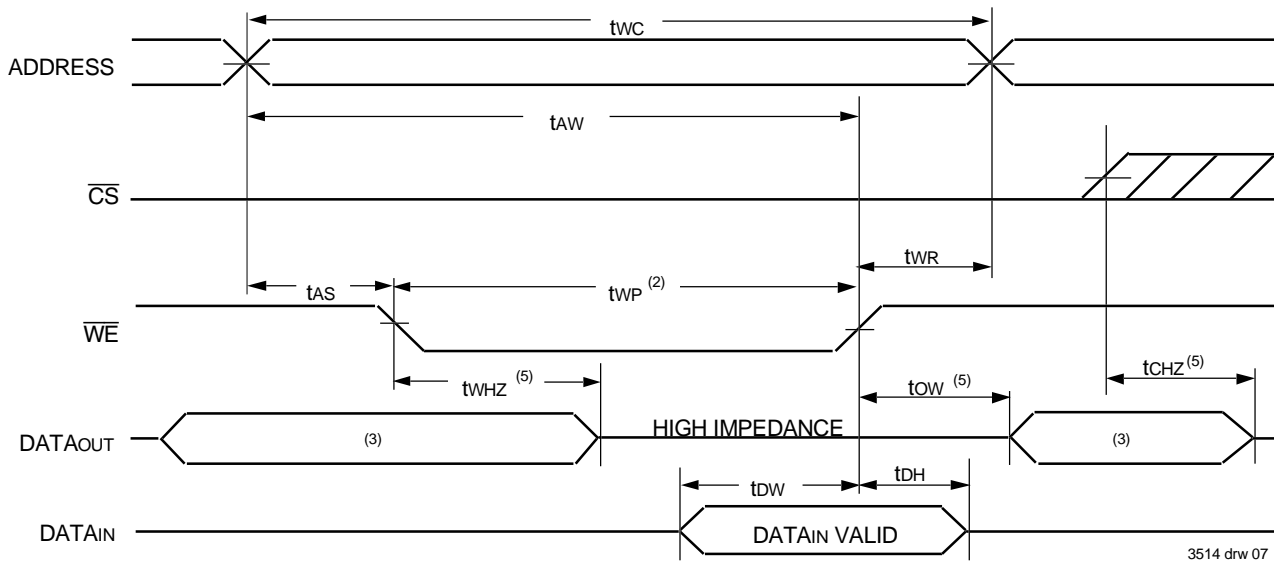 tWC
ADDRESS
tAW
CS
tWR
tAS
tWP (2)
WE
tWHZ (5)
tOW (5)
tCHZ(5)
DATAOUT
(3)
HIGH IMPEDANCE
(3)
tDW
tDH
DATAIN
DATAIN VALID
3514 drw 07